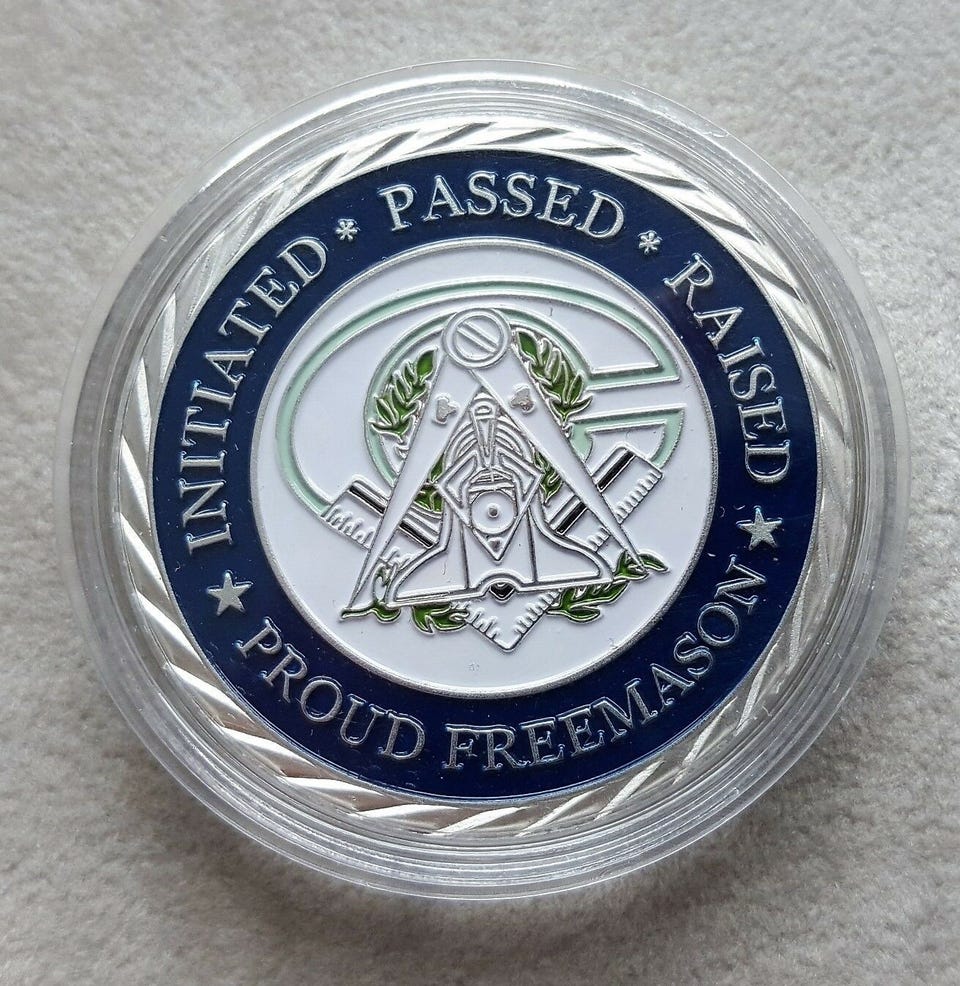 INITIATED * PASSED * RAISED
★ PROUD FREEMASON ★
G